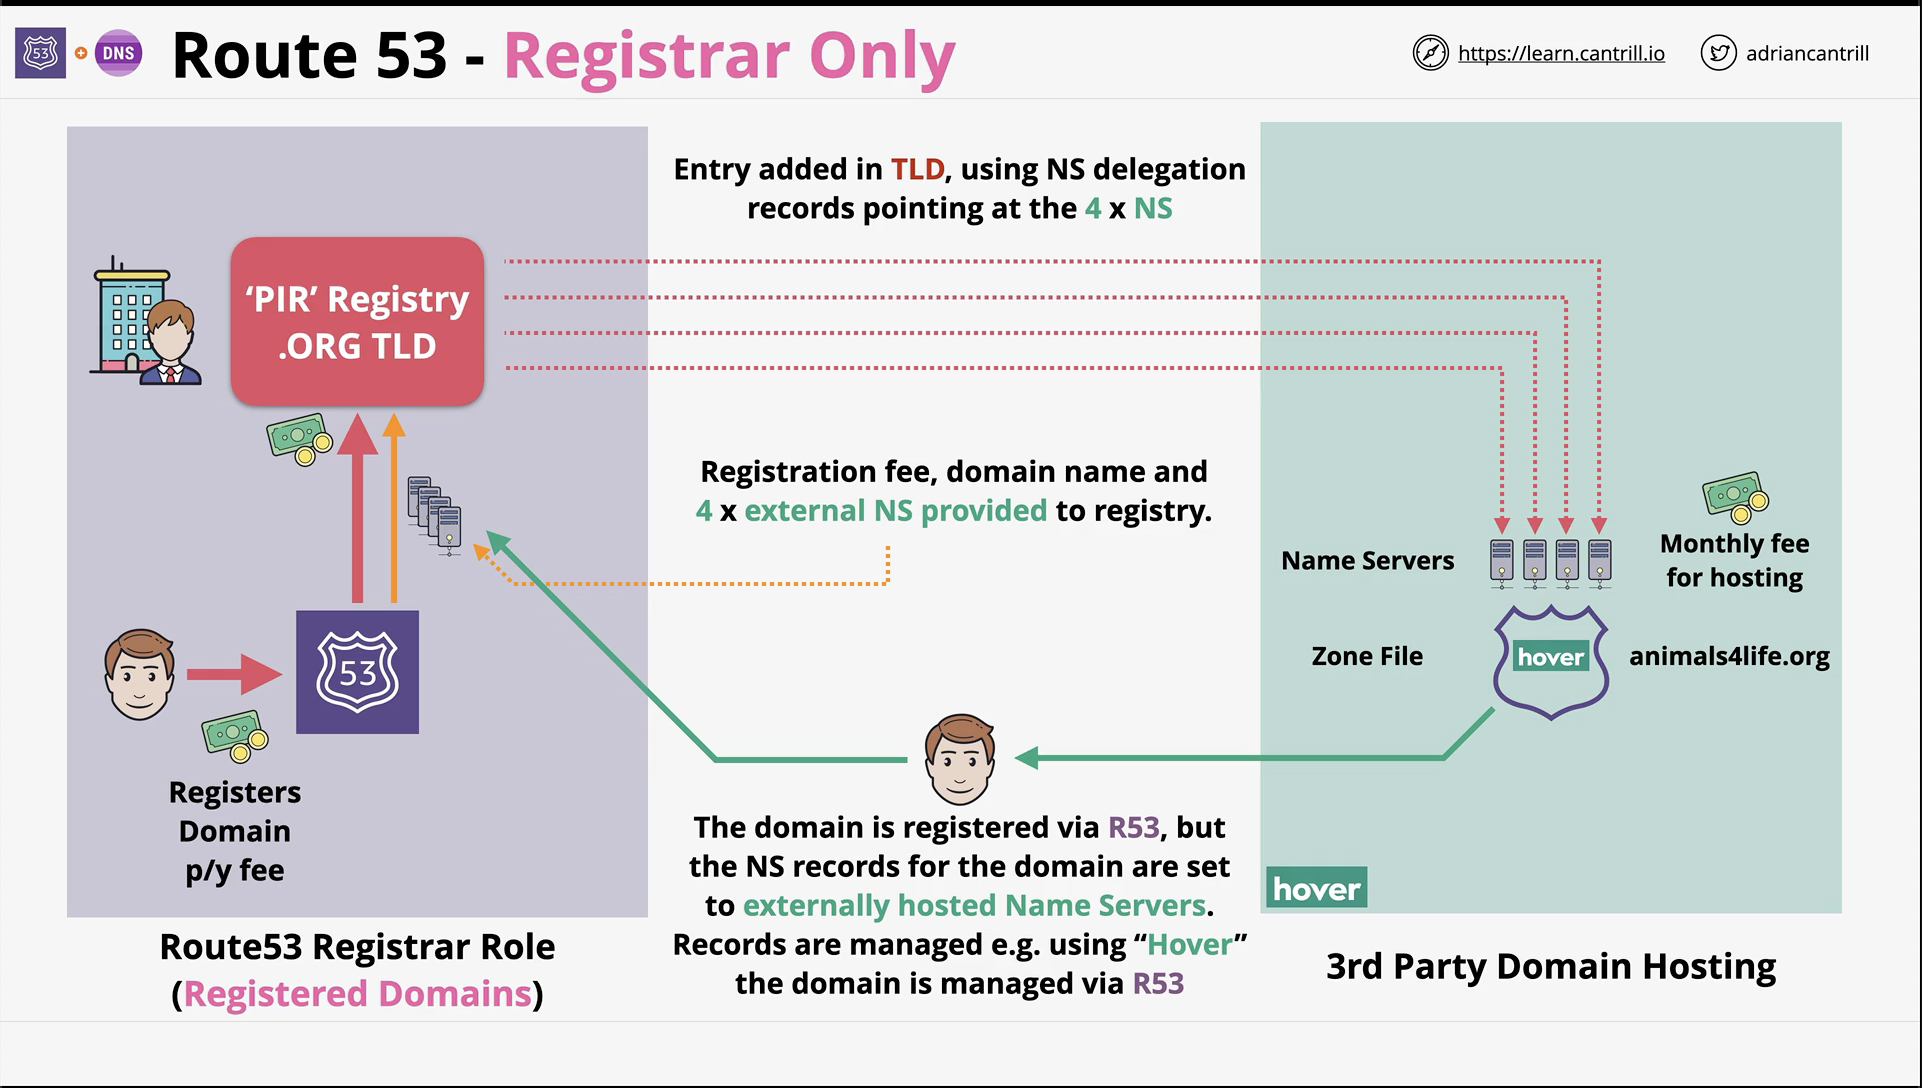 53
DNS
Route 53 - Registrar Only
https://learn.cantrill.io
adriancantrill
Entry added in TLD, using NS delegation
records pointing at the 4 x NS
‘PIR’ Registry
.ORG TLD
Registration fee, domain name and
4 x external NS provided to registry.
Name Servers
Monthly fee
for hosting
53
Zone File
hover
animals4life.org
Registers
Domain
p/y fee
The domain is registered via R53, but
the NS records for the domain are set
to externally hosted Name Servers.
Records are managed e.g. using “Hover”
the domain is managed via R53
hover
Route53 Registrar Role
(Registered Domains)
3rd Party Domain Hosting